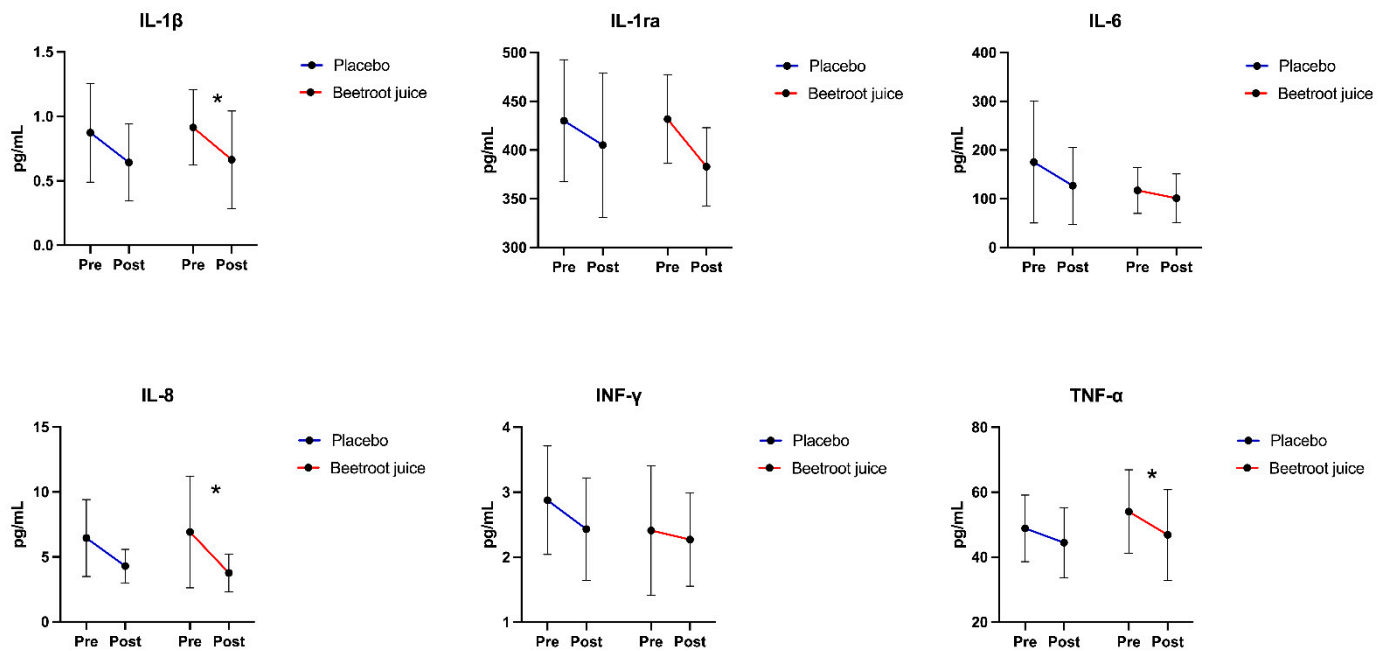 IL-1β
1.5
1.0
0.5
0.0
pg/mL
Pre Post Pre Post
*
Placebo
Beetroot juice
IL-1ra
500
450
400
350
300
pg/mL
Pre Post Pre Post
Placebo
Beetroot juice
IL-6
400
300
200
100
0
pg/mL
Pre Post Pre Post
Placebo
Beetroot juice
IL-8
15
10
5
0
pg/mL
Pre Post Pre Post
*
Placebo
Beetroot juice
INF-γ
4
3
2
1
pg/mL
Pre Post Pre Post
Placebo
Beetroot juice
TNF-α
80
60
40
20
pg/mL
Pre Post Pre Post
*
Placebo
Beetroot juice